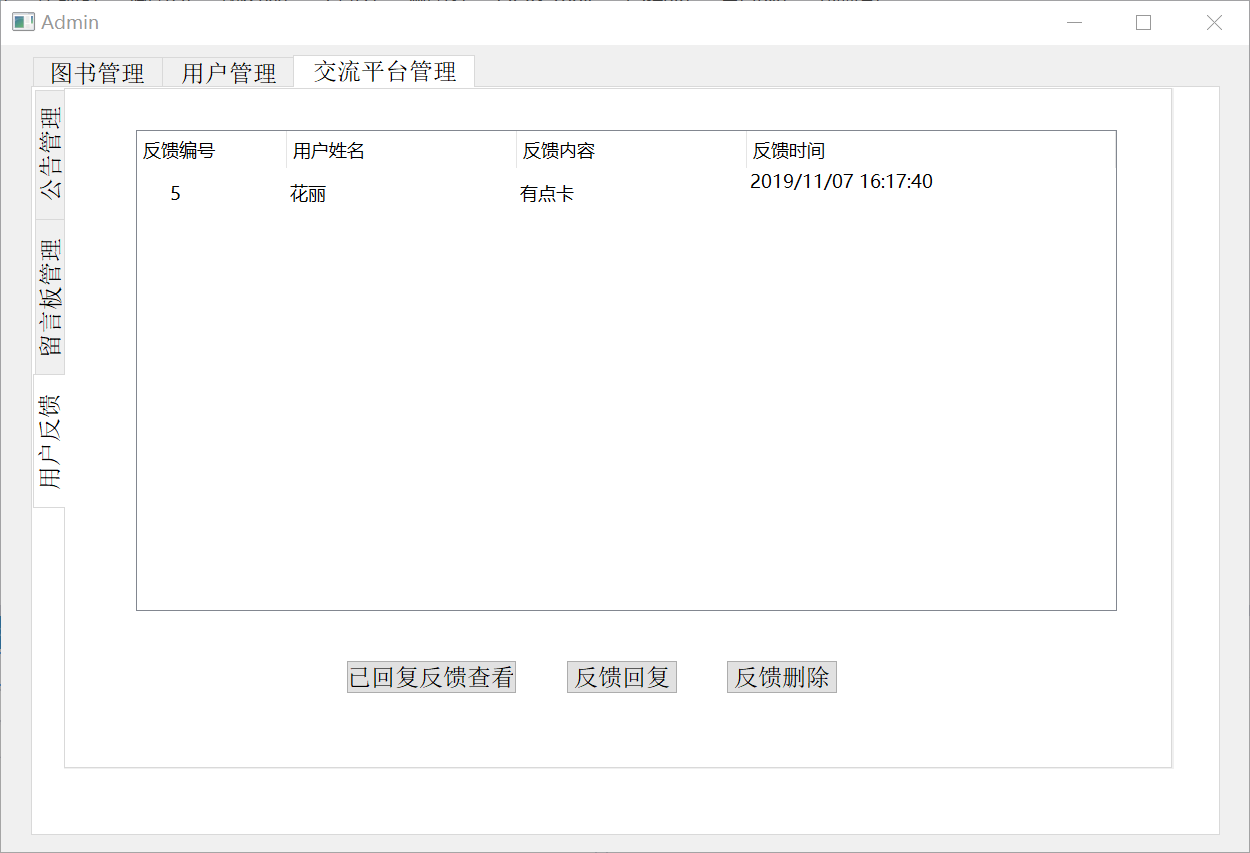 Admin
图书管理 用户管理 交流平台管理
公告管理
留言板管理
用户反馈
反馈编号 用户姓名 反馈内容 反馈时间
5 花丽 有点卡 2019/11/07 16:17:40
已回复反馈查看 反馈回复 反馈删除